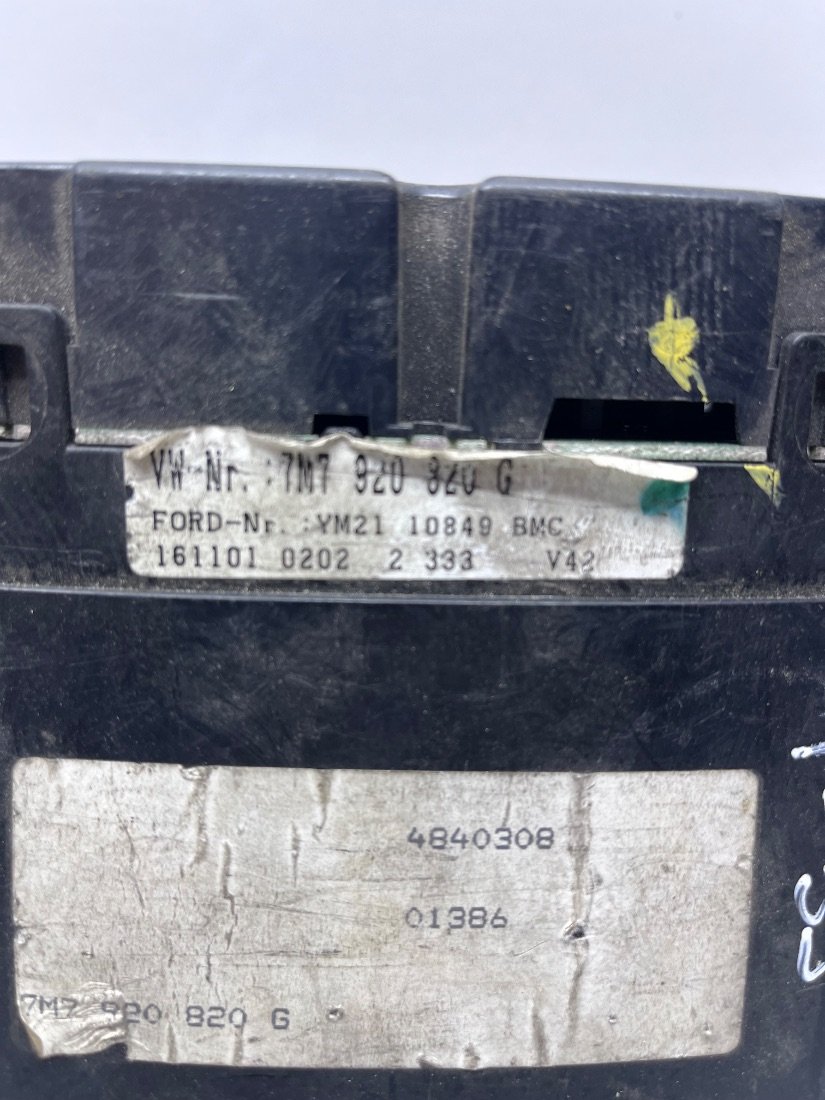 VW-Nr. :7M7 920 820 G
FORD-Nr. :YM21 10849 BMC
161101 0202 2 333 V42
4840308
01386
7M7 920 820 G